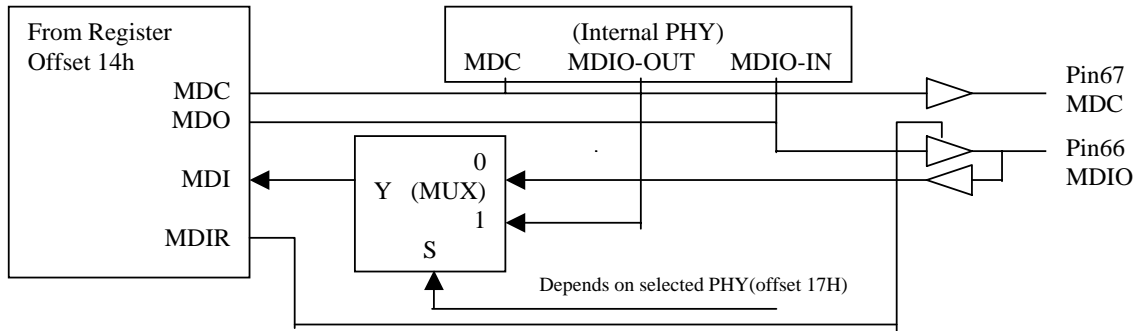 From Register
Offset 14h
MDC
MDO
MDI
MDIR
(Internal PHY)
MDC MDIO-OUT MDIO-IN
0
Y (MUX)
1
S
Depends on selected PHY(offset 17H)
Pin67
MDC
Pin66
MDIO